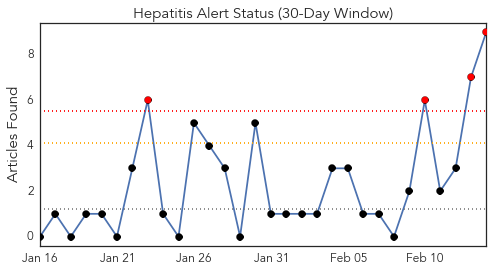 Hepatitis Alert Status (30-Day Window)
Articles Found
8
6
4
2
0
Jan 16 Jan 21 Jan 26 Jan 31 Feb 05 Feb 10